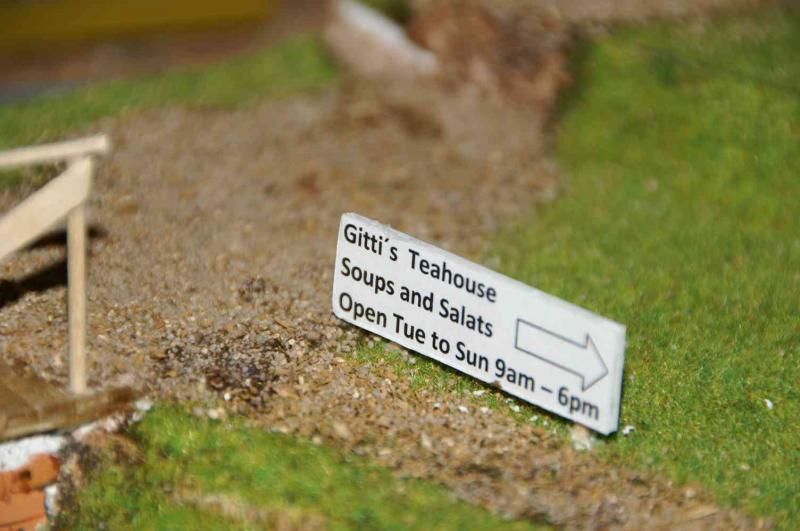 Gitti´s Teahouse
Soups and Salats
Open Tue to Sun 9am – 6pm